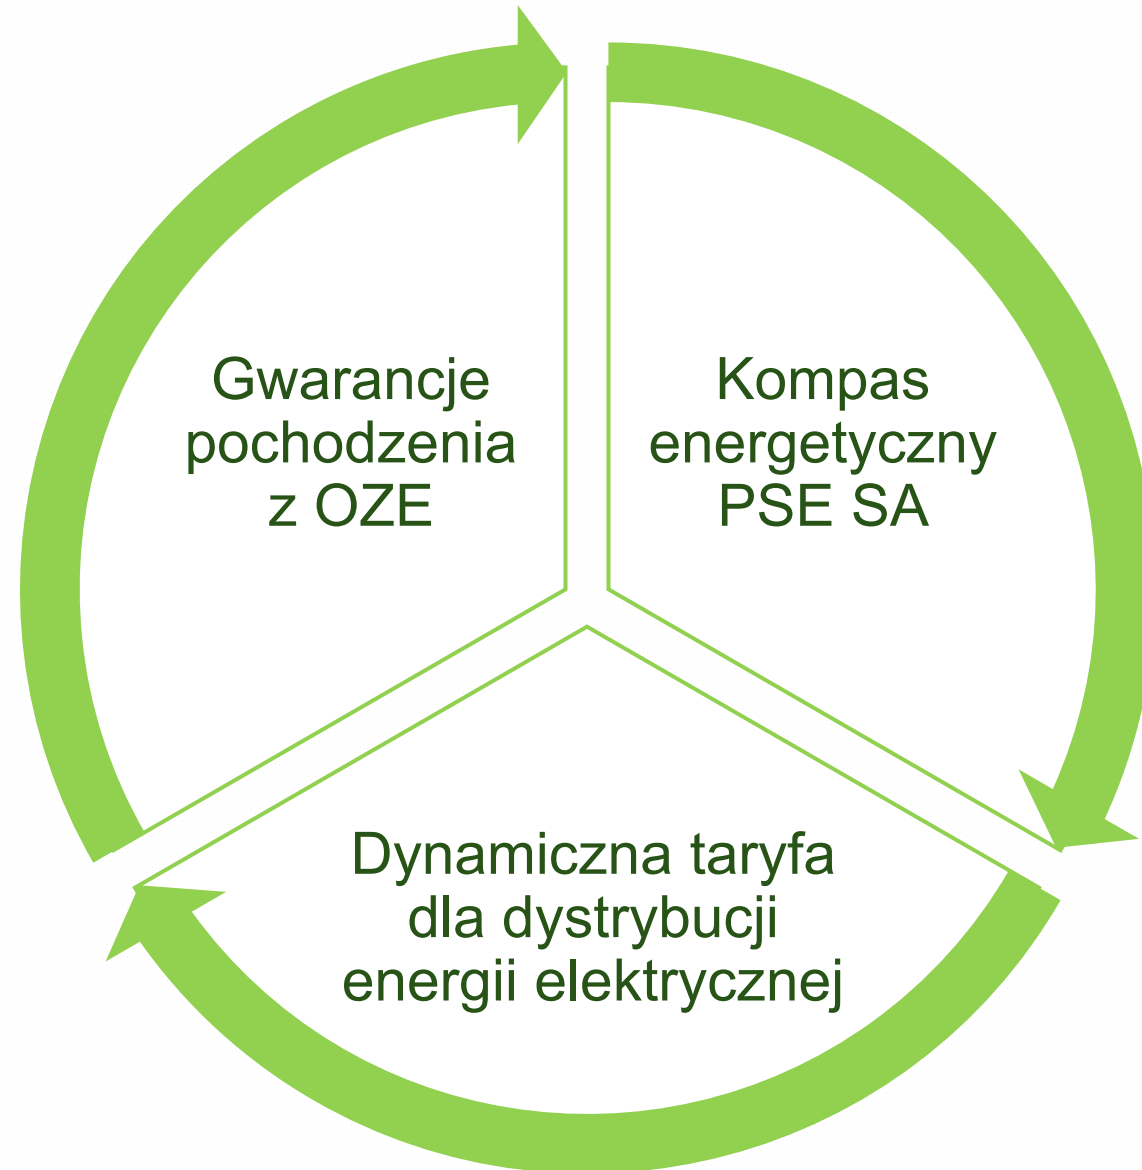 Gwarancje
pochodzenia
z OZE
Kompas
energetyczny
PSE SA
Dynamiczna taryfa
dla dystrybucji
energii elektrycznej